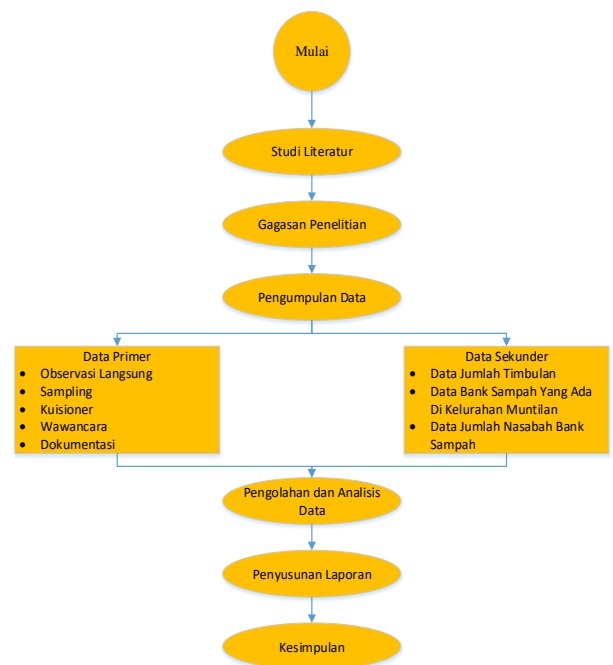 Mulai
Studi Literatur
Gagasan Penelitian
Pengumpulan Data
Data Primer
• Observasi Langsung
• Sampling
• Kuisioner
• Wawancara
• Dokumentasi
Data Sekunder
• Data Jumlah Timbulan
• Data Bank Sampah Yang Ada
Di Kelurahan Muntilan
• Data Jumlah Nasabah Bank
Sampah
Pengolahan dan Analisis
Data
Penyusunan Laporan
Kesimpulan